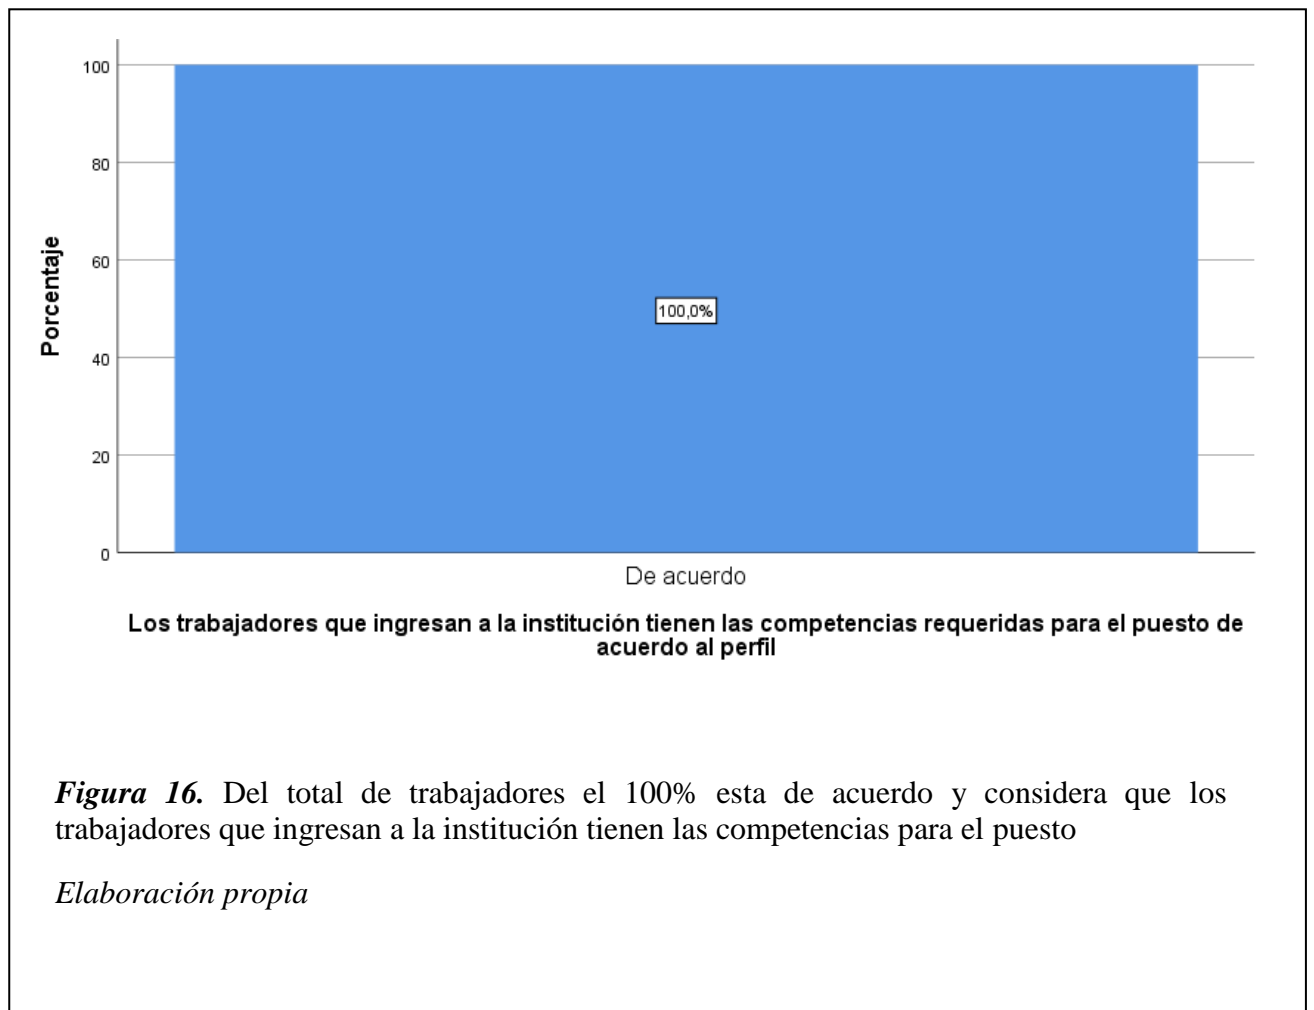 100
80
60
40
20
0
Porcentaje
100,0%
De acuerdo
Los trabajadores que ingresan a la institución tienen las competencias requeridas para el puesto de
acuerdo al perfil
Figura 16. Del total de trabajadores el 100% esta de acuerdo y considera que los
trabajadores que ingresan a la institución tienen las competencias para el puesto
Elaboración propia